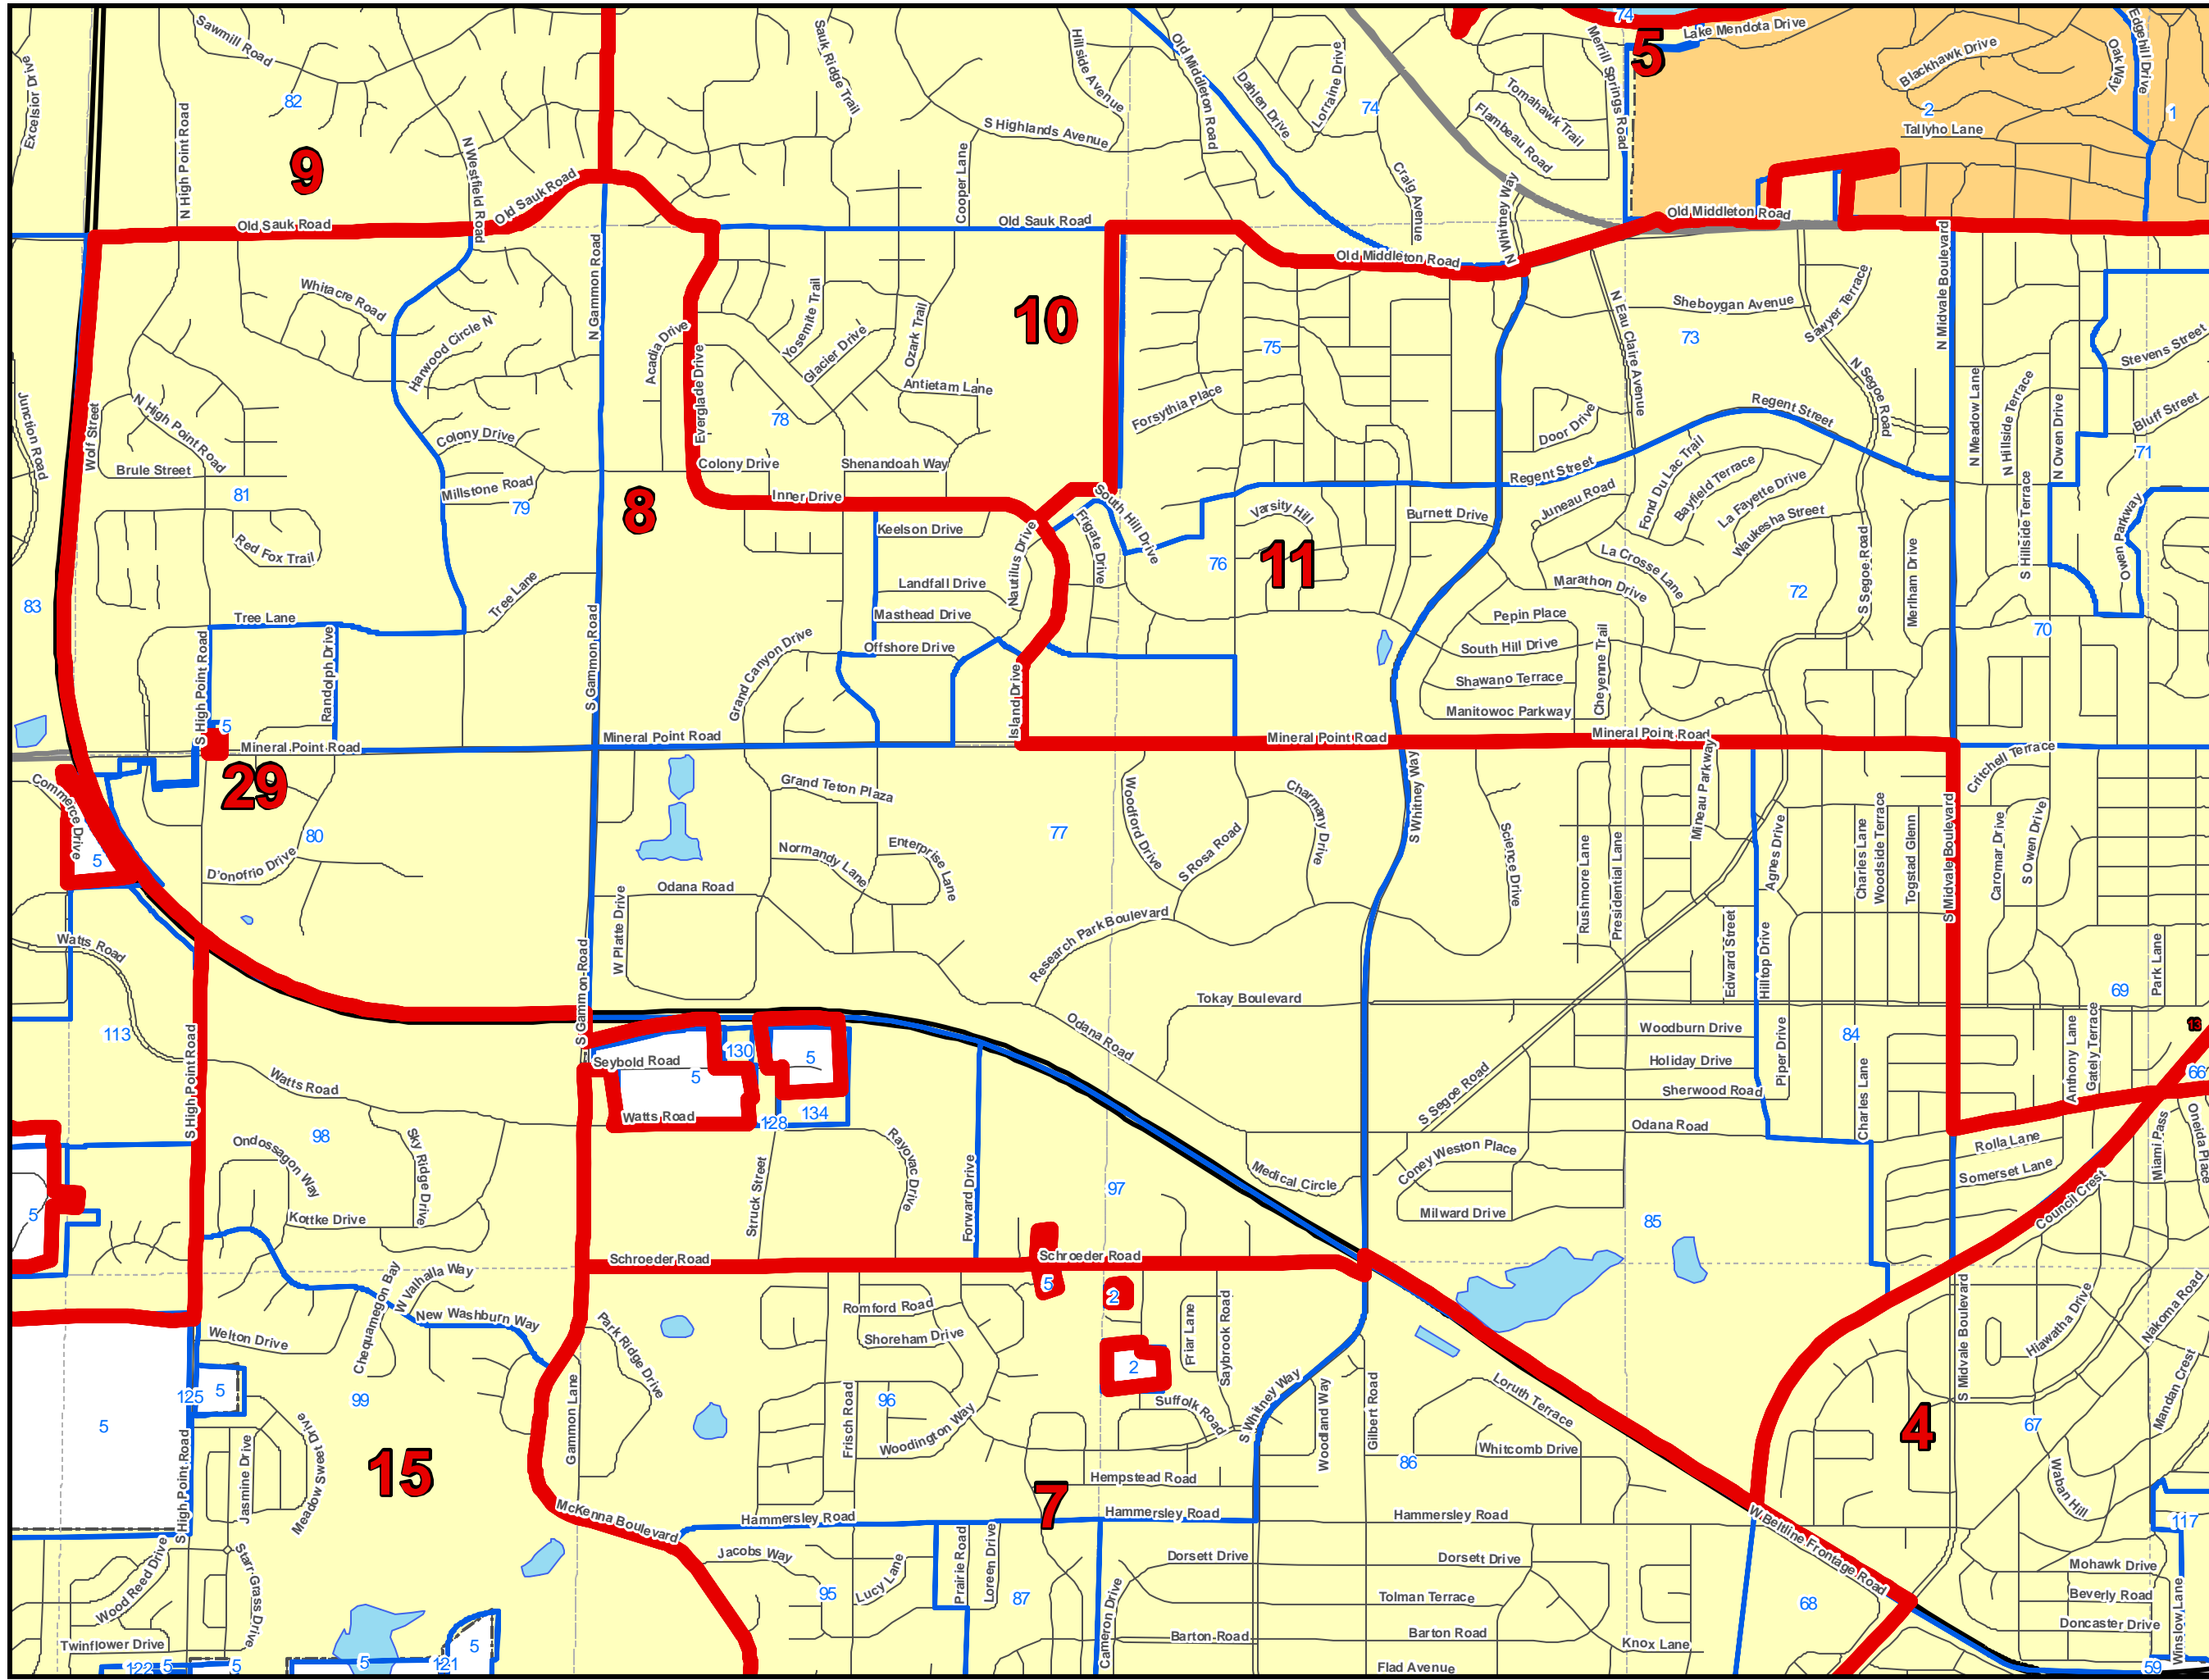 74
Lake Mendota Drive
Edgehill Drive
Sawmill Road
Sauk Ridge Trail
Hillside Avenue
Old Middleton Road
Merrill Springs Road
5
Blackhawk Drive
Oak Way
Excelsior Drive
82
Dahlen Drive
Lorraine Drive
74
Tomahawk Trail
Flambeau Road
2
1
Tallyho Lane
N High Point Road
N Westfield Road
S Highlands Avenue
9
Cooper Lane
Craig Avenue
N Whitney Way
Old Sauk Road
Old Sauk Road
Old Sauk Road
Old Middleton Road
Old Middleton Road
N Gammon Road
N Midvale Boulevard
Whitacre Road
Harwood Circle N
Yosemite Trail
Glacier Drive
Ozark Trail
10
N Eau Claire Avenue
Sheboygan Avenue
Sawyer Terrace
73
75
Stevens Street
Acadia Drive
Everglade Drive
Antietam Lane
N Segoe Road
N Meadow Lane
N Hillside Terrace
N Owen Drive
Junction Road
Wolf Street
N High Point Road
78
Forsythia Place
Regent Street
Door Drive
Bluff Street
Colony Drive
Colony Drive
Shenandoah Way
Regent Street
Fond Du Lac Trail
Bayfield Terrace
La Fayette Drive
71
Brule Street
Millstone Road
81
79
8
Inner Drive
South Hill Drive
Varsity Hill
Burnett Drive
Juneau Road
Waukesha Street
S Hillside Terrace
Owen Parkway
Keelson Drive
Nautilus Drive
Frigate Drive
Red Fox Trail
76
11
La Crosse Lane
S Segoe Road
Merlham Drive
Tree Lane
Landfall Drive
Marathon Drive
72
83
Tree Lane
Masthead Drive
Pepin Place
70
S High Point Road
Randolph Drive
S Gammon Road
Grand Canyon Drive
Offshore Drive
South Hill Drive
Cheyenne Trail
Island Drive
Shawano Terrace
Manitowoc Parkway
5
Mineral Point Road
Mineral Point Road
Mineral Point Road
Mineral Point Road
Critchell Terrace
29
Commerce Drive
Grand Teton Plaza
Woodford Drive
Charmany Drive
S Whitney Way
Mineau Parkway
80
77
5
D'onofrio Drive
Normandy Lane
Enterprise Lane
S Rosa Road
Science Drive
Rushmore Lane
Presidential Lane
Agnes Drive
Charles Lane
Woodside Terrace
Togstad Glenn
S Midvale Boulevard
Caromar Drive
S Owen Drive
Odana Road
W Platte Drive
Research Park Boulevard
Watts Road
Edward Street
Hilltop Drive
Park Lane
S Gammon Road
Tokay Boulevard
69
113
Odana Road
Woodburn Drive
84
13
Seybold Road
130
5
5
Holiday Drive
Piper Drive
Anthony Lane
Gately Terrace
66
S High Point Road
Watts Road
Watts Road
128
134
S Segoe Road
Sherwood Road
Charles Lane
98
Odana Road
Rolla Lane
Miami Pass
Oneida Place
Ondossagon Way
Sky Ridge Drive
Struck Street
Rayovac Drive
Forward Drive
97
Medical Circle
Coney Weston Place
Somerset Lane
5
Kottke Drive
Milward Drive
85
Council Crest
Schroeder Road
Schroeder Road
5
2
Chequamegon Bay
W Valhalla Way
New Washburn Way
Romford Road
Shoreham Drive
Friar Lane
Saybrook Road
Welton Drive
Park Ridge Drive
Hiawatha Drive
Nakoma Road
125
5
99
Gammon Lane
96
2
Suffolk Road
S Whitney Way
Woodland Way
Gilbert Road
Loruth Terrace
S Midvale Boulevard
Mandan Crest
5
Frisch Road
Woodington Way
4
67
S High Point Road
Jasmine Drive
Meadow Sweet Drive
15
86
Whitcomb Drive
Waban Hill
Hempstead Road
7
McKenna Boulevard
Hammersley Road
Hammersley Road
Hammersley Road
W Beltline Frontage Road
117
Jacobs Way
Prairie Road
Loreen Drive
Dorsett Drive
Dorsett Drive
Mohawk Drive
Wood Reed Drive
Starr Grass Drive
95
Lucy Lane
87
Cameron Drive
Tolman Terrace
68
Beverly Road
Winslow Lane
Twinflower Drive
5
Barton Road
Barton Road
Knox Lane
Doncaster Drive
122
5
5
5
121
Flad Avenue
59